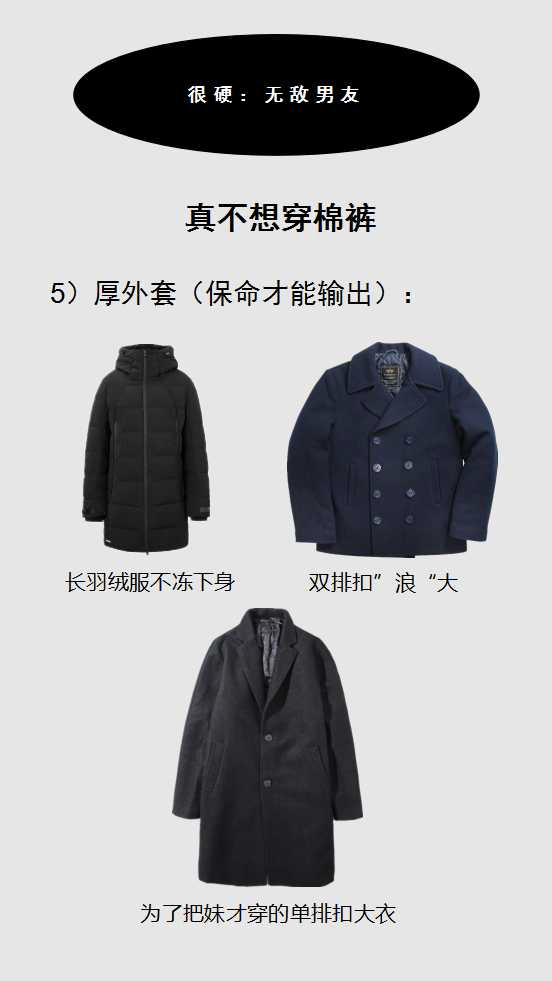 很硬：无敌男友
真不想穿棉裤
5）厚外套（保命才能输出）：
长羽绒服不冻下身
双排扣”浪“大
为了把妹才穿的单排扣大衣